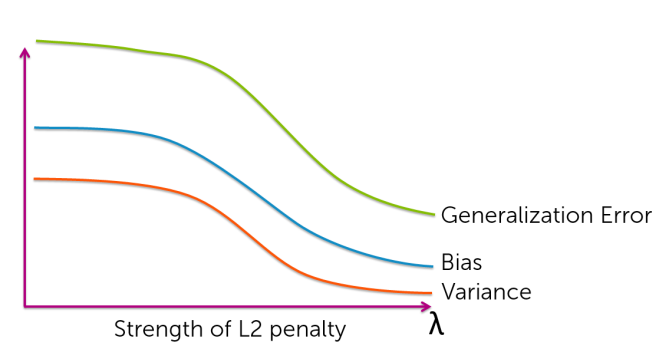 Generalization Error
Bias
Variance
Strength of L2 penalty
λ